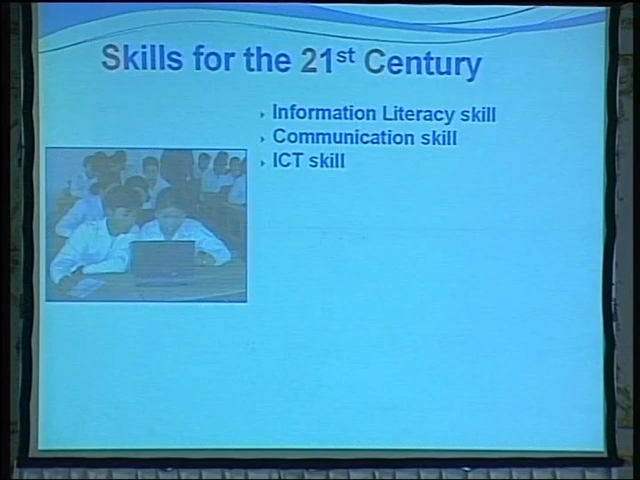 Skills for the 21st Century
Information Literacy skill
Communication skill
ICT skill